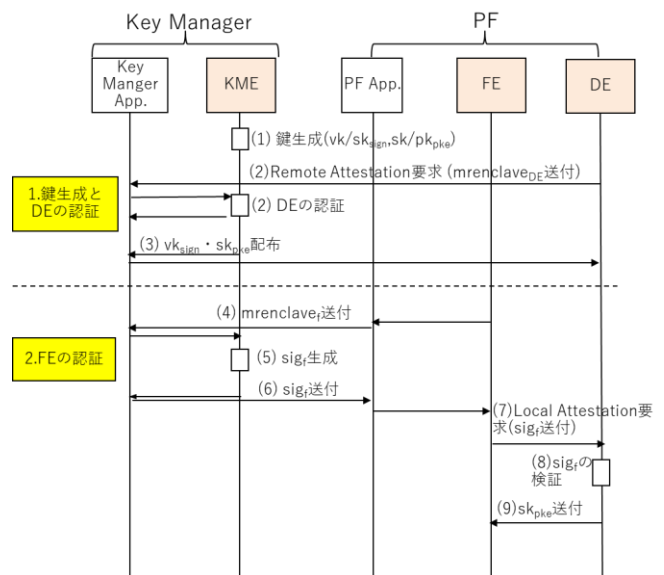 Key Manager
PF
Key
Manger
App.
KME
PF App.
FE
DE
(1) 鍵生成(vk/sk_sign,sk/pk_pke)
(2)Remote Attestation要求 (mrenclave_DE送付)
1.鍵生成と
DEの認証
(2) DEの認証
(3) vk_sign・sk_pke配布
(4) mrenclave_f送付
2.FEの認証
(5) sig_f生成
(6) sig_f送付
(7)Local Attestation要
求(sig_f送付)
(8)sig_fの
検証
(9)sk_pke送付